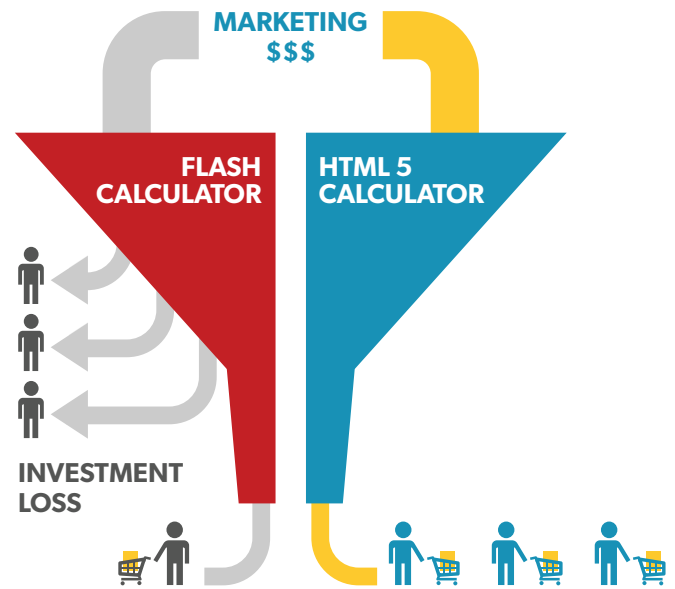 MARKETING
$$$
FLASH
CALCULATOR
HTML 5
CALCULATOR
INVESTMENT
LOSS